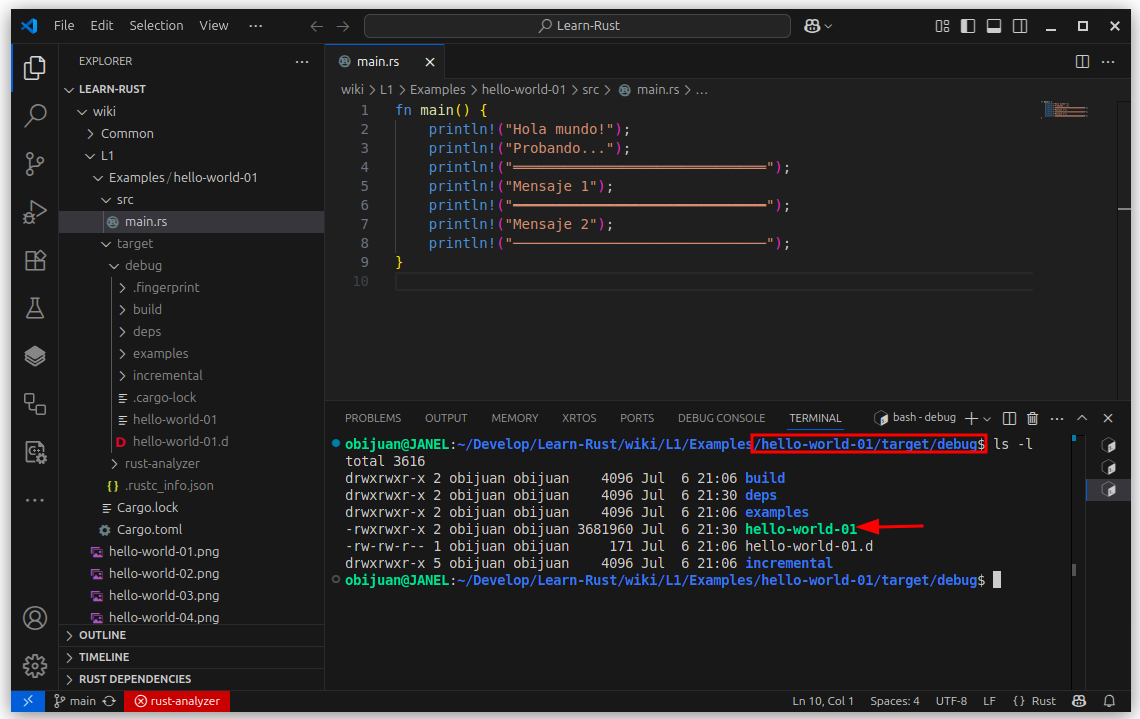 File Edit Selection View ··· Learn-Rust
EXPLORER ···
LEARN-RUST
wiki
Common
L1
Examples / hello-world-01
src
main.rs
target
debug
.fingerprint
build
deps
examples
incremental
.cargo-lock
hello-world-01
D hello-world-01.d
rust-analyzer
{} .rustc_info.json
Cargo.lock
Cargo.toml
hello-world-01.png
hello-world-02.png
hello-world-03.png
hello-world-04.png
OUTLINE
TIMELINE
RUST DEPENDENCIES
main.rs
wiki > L1 > Examples > hello-world-01 > src > main.rs > ...
1 fn main() {
2 println!("Hola mundo!");
3 println!("Probando...");
4 println!("════════════════════════════════");
5 println!("Mensaje 1");
6 println!("━━━━━━━━━━━━━━━━━━━━━━━━━━━━━━━━");
7 println!("Mensaje 2");
8 println!("────────────────────────────────");
9 }
10
PROBLEMS OUTPUT MEMORY XRTOS PORTS DEBUG CONSOLE TERMINAL bash - debug
obijuan@JANEL:~/Develop/Learn-Rust/wiki/L1/Examples/hello-world-01/target/debug$ ls -l
total 3616
drwxrwxr-x 2 obijuan obijuan 4096 Jul 6 21:06 build
drwxrwxr-x 2 obijuan obijuan 4096 Jul 6 21:30 deps
drwxrwxr-x 2 obijuan obijuan 4096 Jul 6 21:06 examples
-rwxrwxr-x 2 obijuan obijuan 3681960 Jul 6 21:30 hello-world-01
-rw-rw-r-- 1 obijuan obijuan 171 Jul 6 21:06 hello-world-01.d
drwxrwxr-x 5 obijuan obijuan 4096 Jul 6 21:06 incremental
obijuan@JANEL:~/Develop/Learn-Rust/wiki/L1/Examples/hello-world-01/target/debug$
main rust-analyzer Ln 10, Col 1 Spaces: 4 UTF-8 LF {} Rust